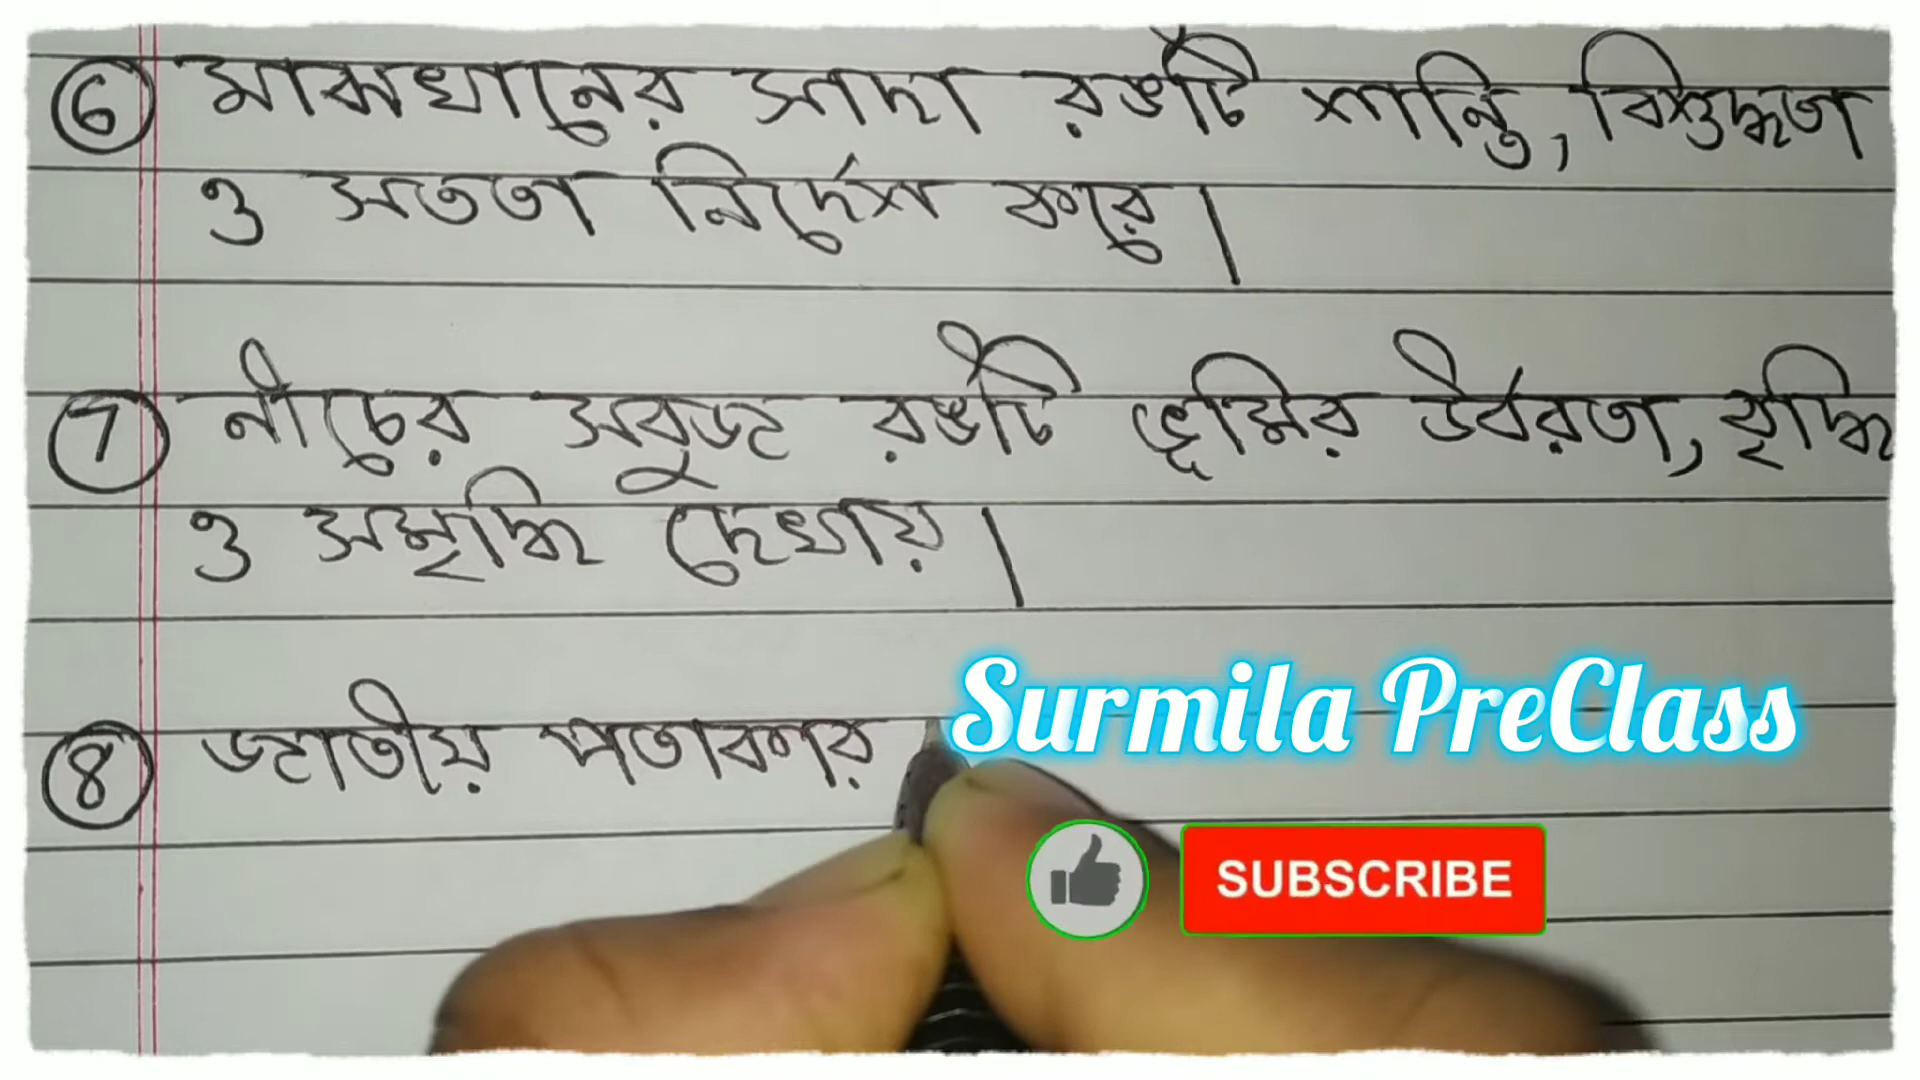 6 মাঝখানের সাদা রঙটি শান্তি, বিশুদ্ধতা
ও সততা নির্দেশ করে।
7 নীচের সবুজ রঙটি ভূমির উর্বরতা, বৃদ্ধি
ও সমৃদ্ধি দেখায়।
8 জাতীয় পতাকার
Surmila PreClass
SUBSCRIBE